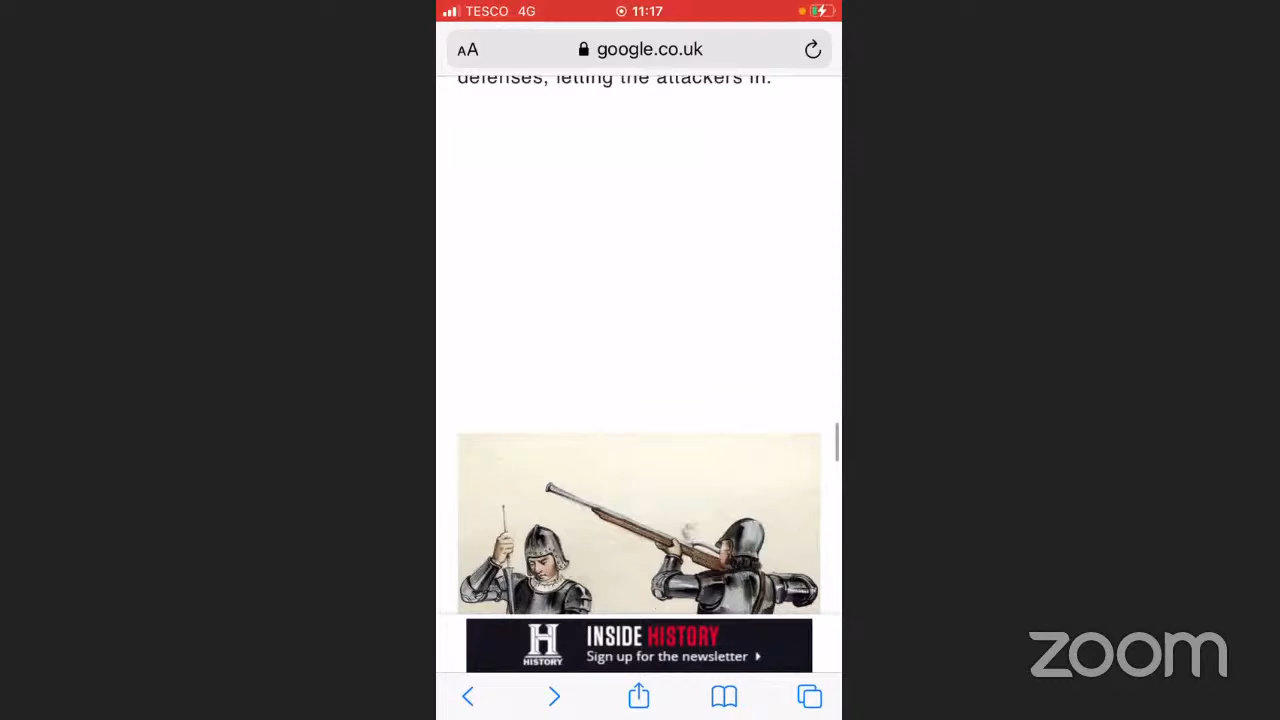 TESCO 4G 11:17
AA google.co.uk
defenses, letting the attackers in.
H
HISTORY
INSIDE HISTORY
Sign up for the newsletter
zoom